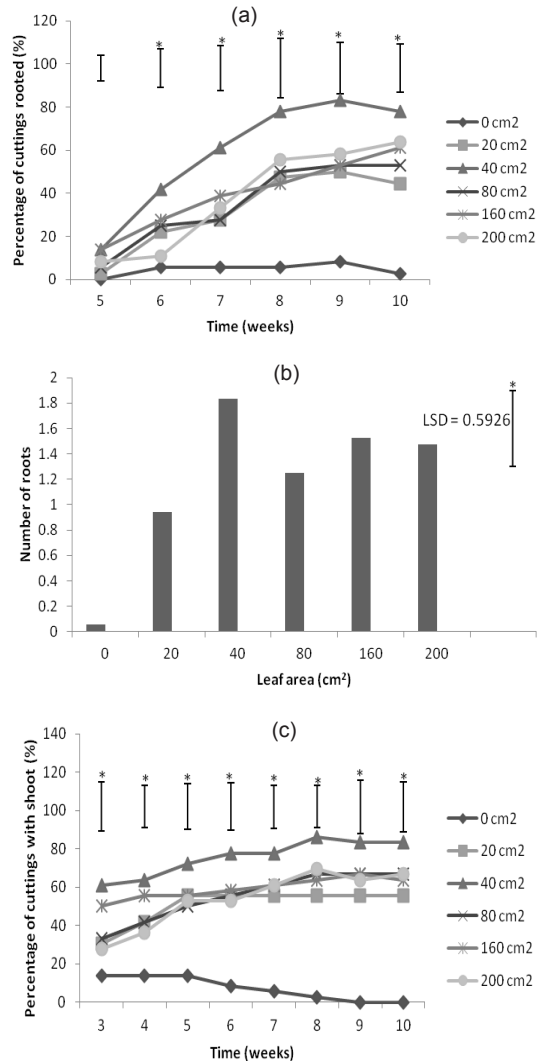 (a)
Percentage of cuttings rooted (%)
120
100
80
60
40
20
0
* * * * *
5 6 7 8 9 10
Time (weeks)
0 cm2
20 cm2
40 cm2
80 cm2
160 cm2
200 cm2
(b)
Number of roots
2
1.8
1.6
1.4
1.2
1
0.8
0.6
0.4
0.2
0
*
LSD = 0.5926
0 20 40 80 160 200
Leaf area (cm²)
(c)
Percentage of cuttings with shoot (%)
140
120
100
80
60
40
20
0
* * * * * * * *
3 4 5 6 7 8 9 10
Time (weeks)
0 cm2
20 cm2
40 cm2
80 cm2
160 cm2
200 cm2